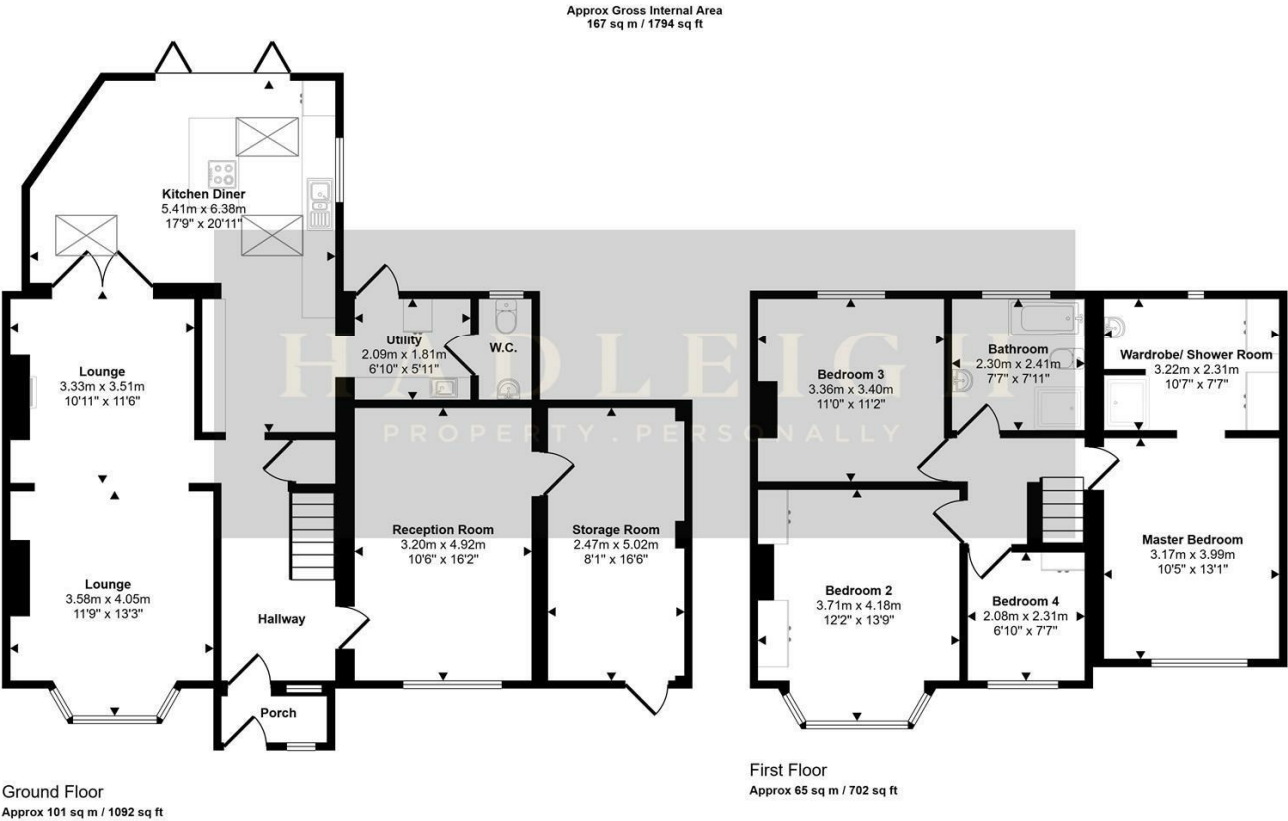 Approx Gross Internal Area
167 sq m / 1794 sq ft
Kitchen Diner
5.41m x 6.38m
17'9" x 20'11"
Utility
2.09m x 1.81m
6'10" x 5'11"
W.C.
Lounge
3.33m x 3.51m
10'11" x 11'6"
Reception Room
3.20m x 4.92m
10'6" x 16'2"
Storage Room
2.47m x 5.02m
8'1" x 16'6"
Lounge
3.58m x 4.05m
11'9" x 13'3"
Hallway
Porch
Ground Floor
Approx 101 sq m / 1092 sq ft
HADLEIGH
PROPERTY . PERSONALLY
Bedroom 3
3.36m x 3.40m
11'0" x 11'2"
Bathroom
2.30m x 2.41m
7'7" x 7'11"
Wardrobe/ Shower Room
3.22m x 2.31m
10'7" x 7'7"
Master Bedroom
3.17m x 3.99m
10'5" x 13'1"
Bedroom 2
3.71m x 4.18m
12'2" x 13'9"
Bedroom 4
2.08m x 2.31m
6'10" x 7'7"
First Floor
Approx 65 sq m / 702 sq ft